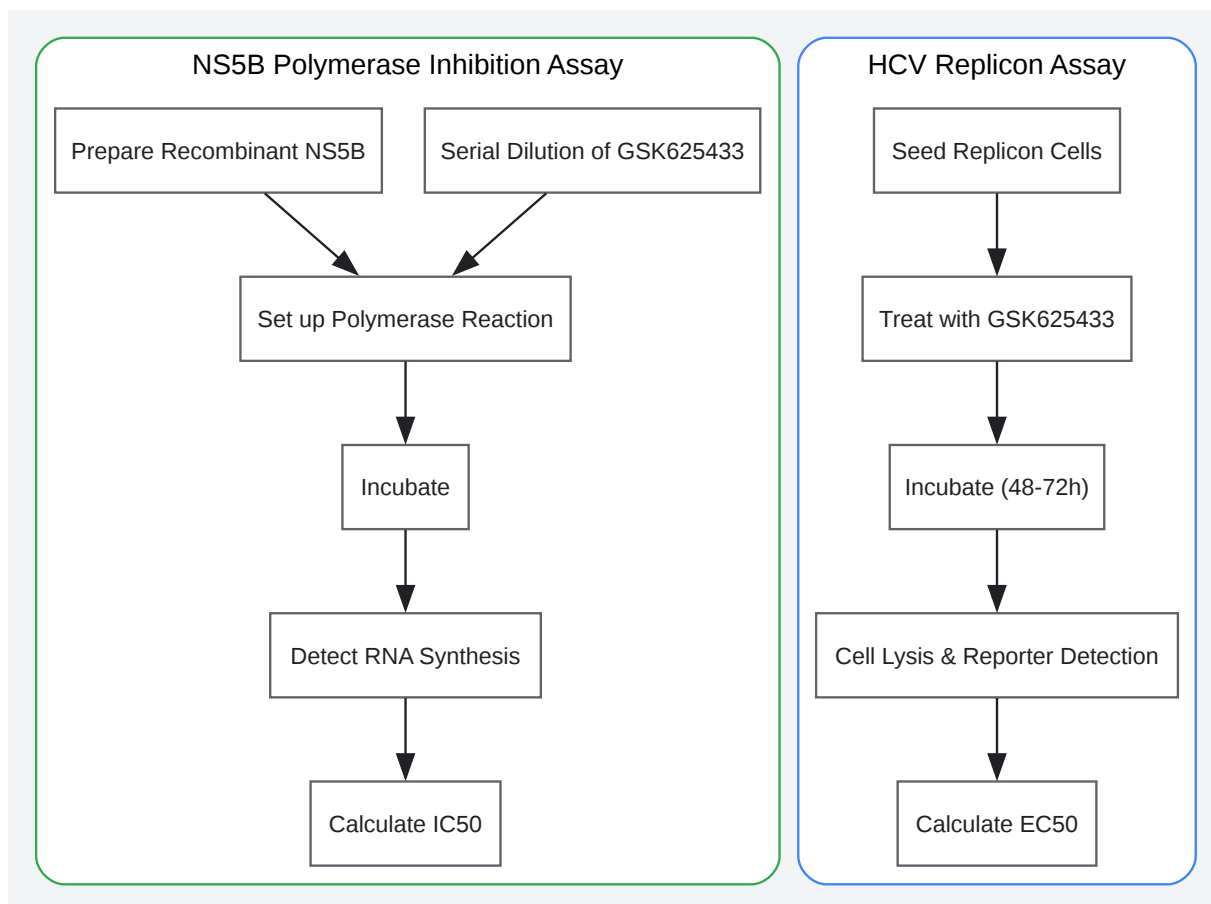 NS5B Polymerase Inhibition Assay
Prepare Recombinant NS5B
Serial Dilution of GSK625433
Set up Polymerase Reaction
Incubate
Detect RNA Synthesis
Calculate IC50
HCV Replicon Assay
Seed Replicon Cells
Treat with GSK625433
Incubate (48-72h)
Cell Lysis & Reporter Detection
Calculate EC50